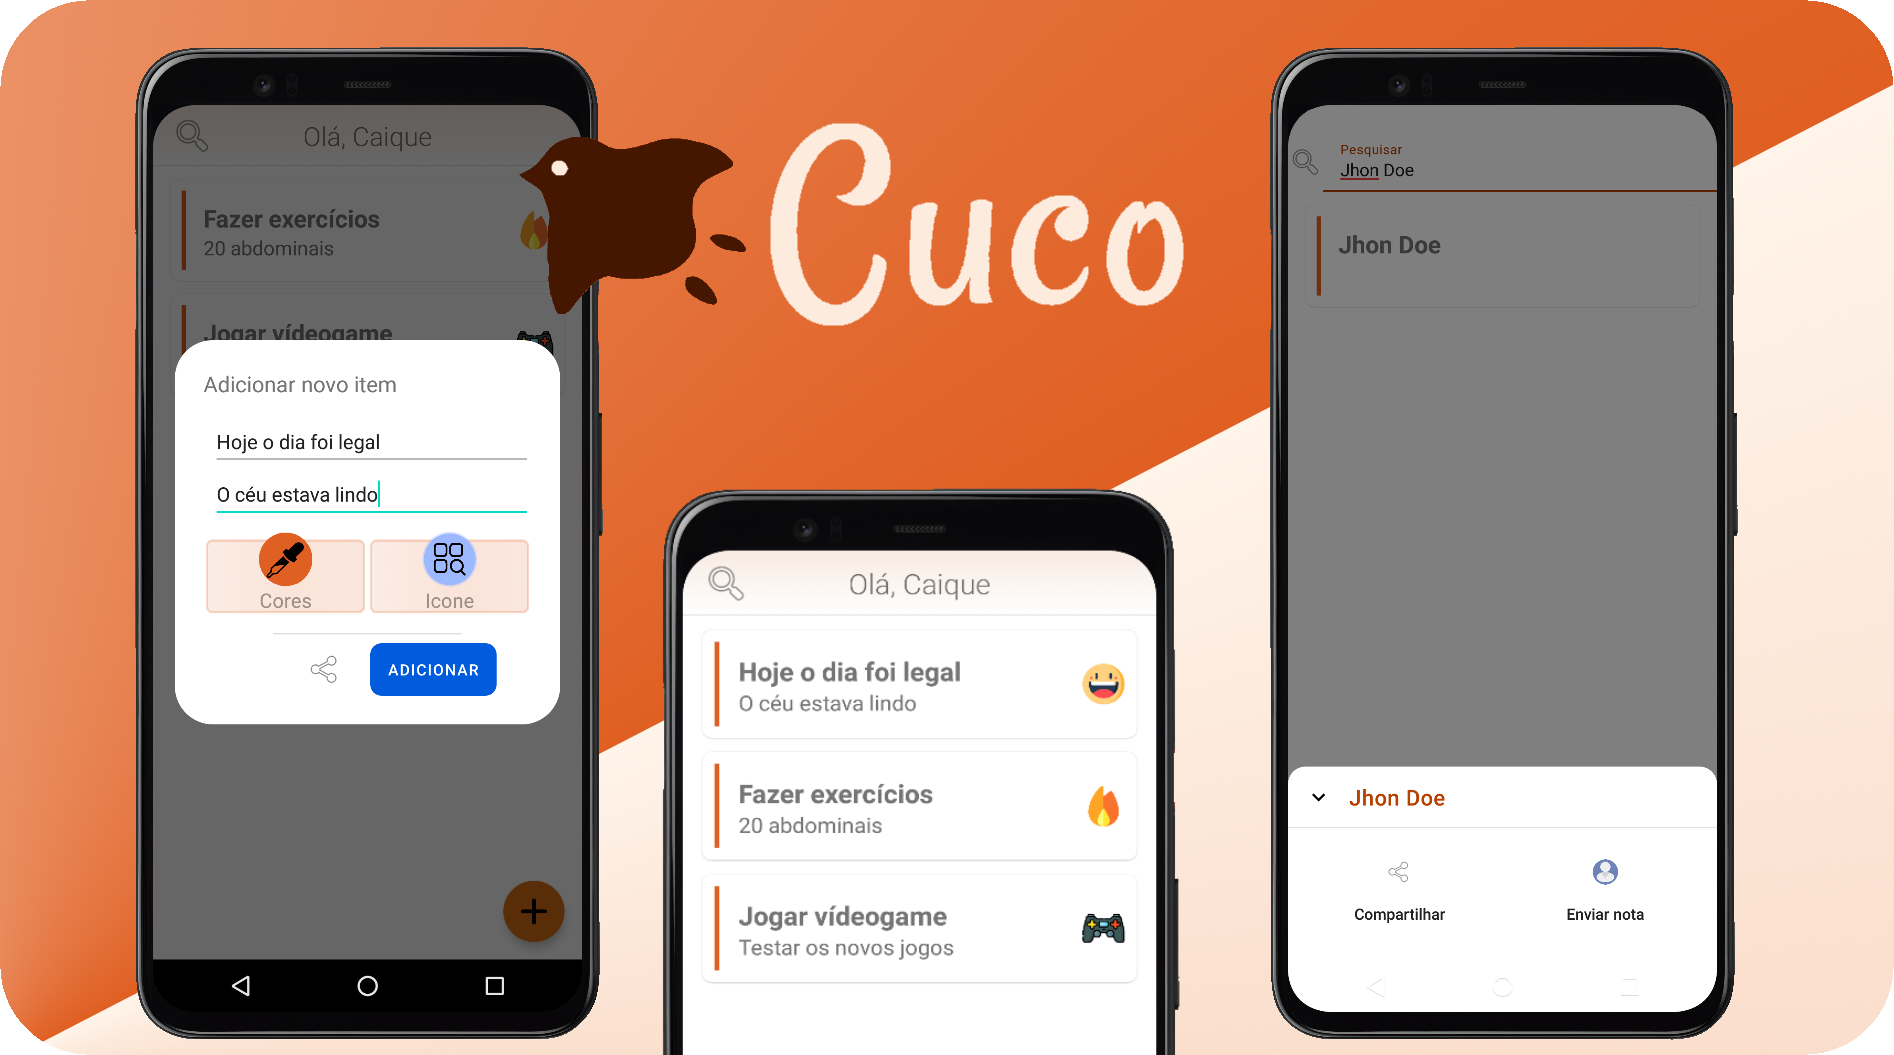 Olá, Caique
Fazer exercícios
20 abdominais
Jogar vídeogame
Adicionar novo item
Hoje o dia foi legal
O céu estava lindo
Cores
Icone
ADICIONAR
Cuco
Olá, Caique
Hoje o dia foi legal
O céu estava lindo
Fazer exercícios
20 abdominais
Jogar vídeogame
Testar os novos jogos
Pesquisar
Jhon Doe
Jhon Doe
Jhon Doe
Compartilhar
Enviar nota